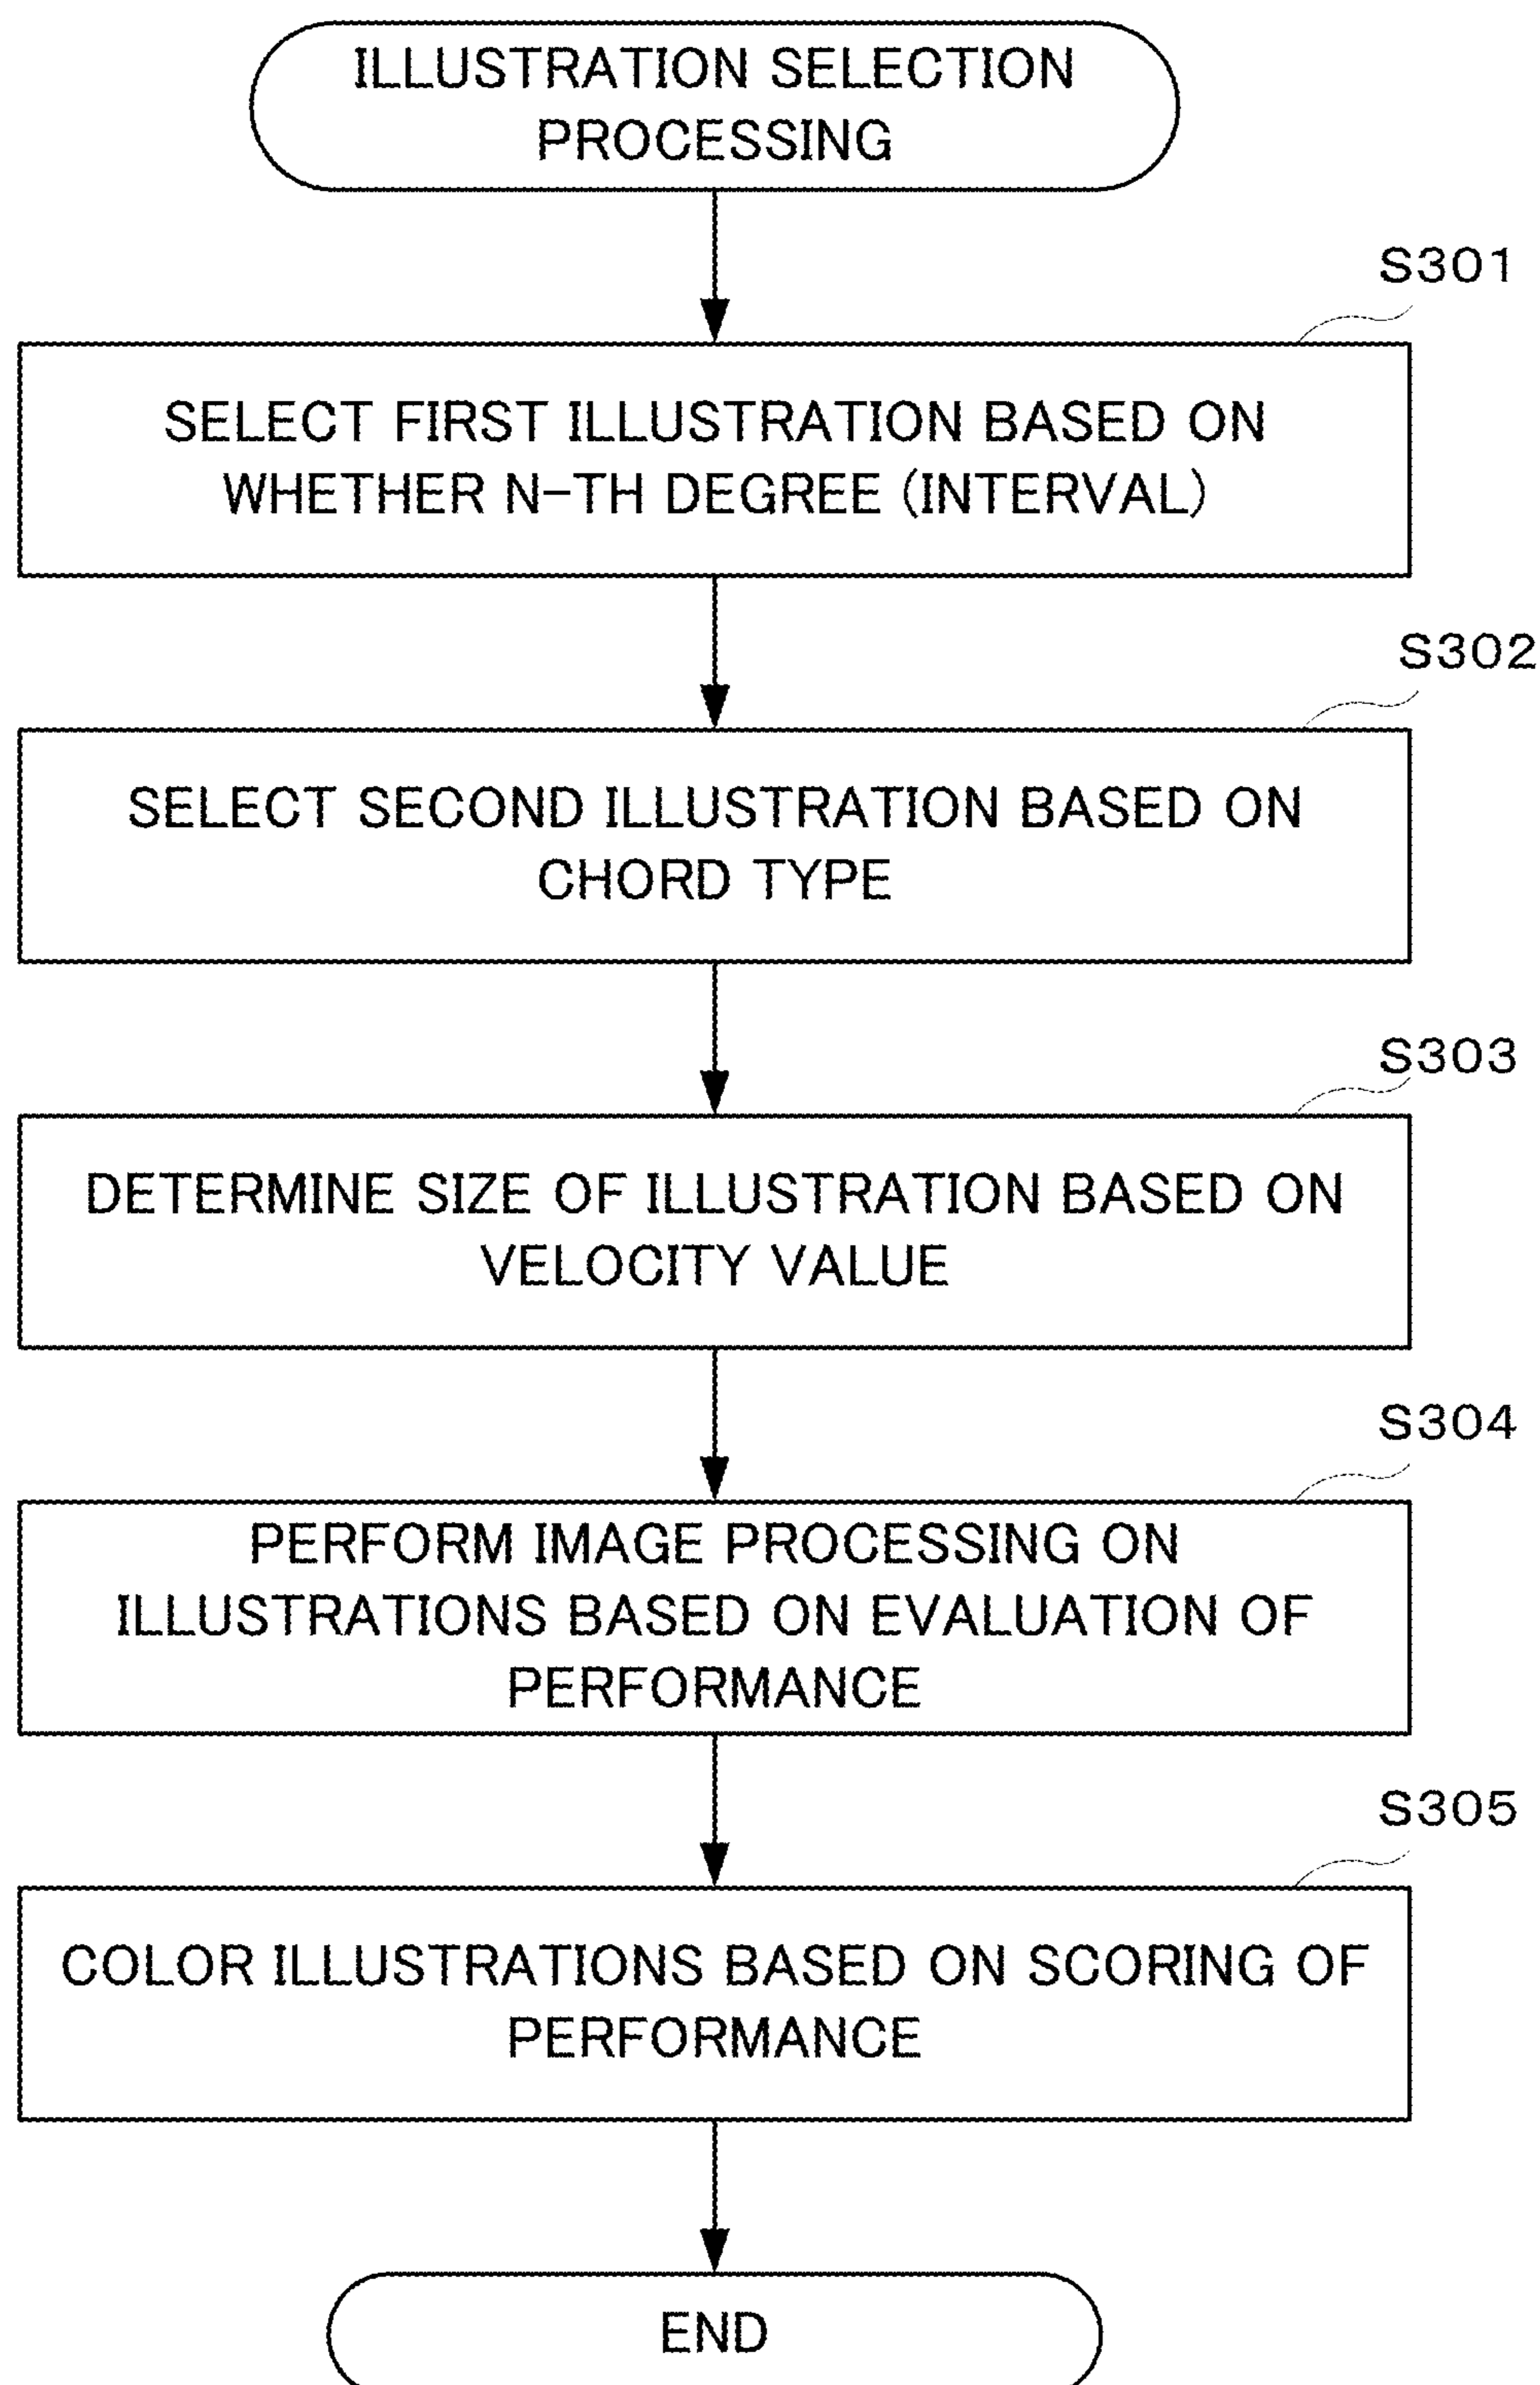 ILLUSTRATION SELECTION
PROCESSING
S301
SELECT FIRST ILLUSTRATION BASED ON
WHETHER N-TH DEGREE (INTERVAL)
S302
SELECT SECOND ILLUSTRATION BASED ON
CHORD TYPE
S303
DETERMINE SIZE OF ILLUSTRATION BASED ON
VELOCITY VALUE
S304
PERFORM IMAGE PROCESSING ON
ILLUSTRATIONS BASED ON EVALUATION OF
PERFORMANCE
S305
COLOR ILLUSTRATIONS BASED ON SCORING OF
PERFORMANCE
END